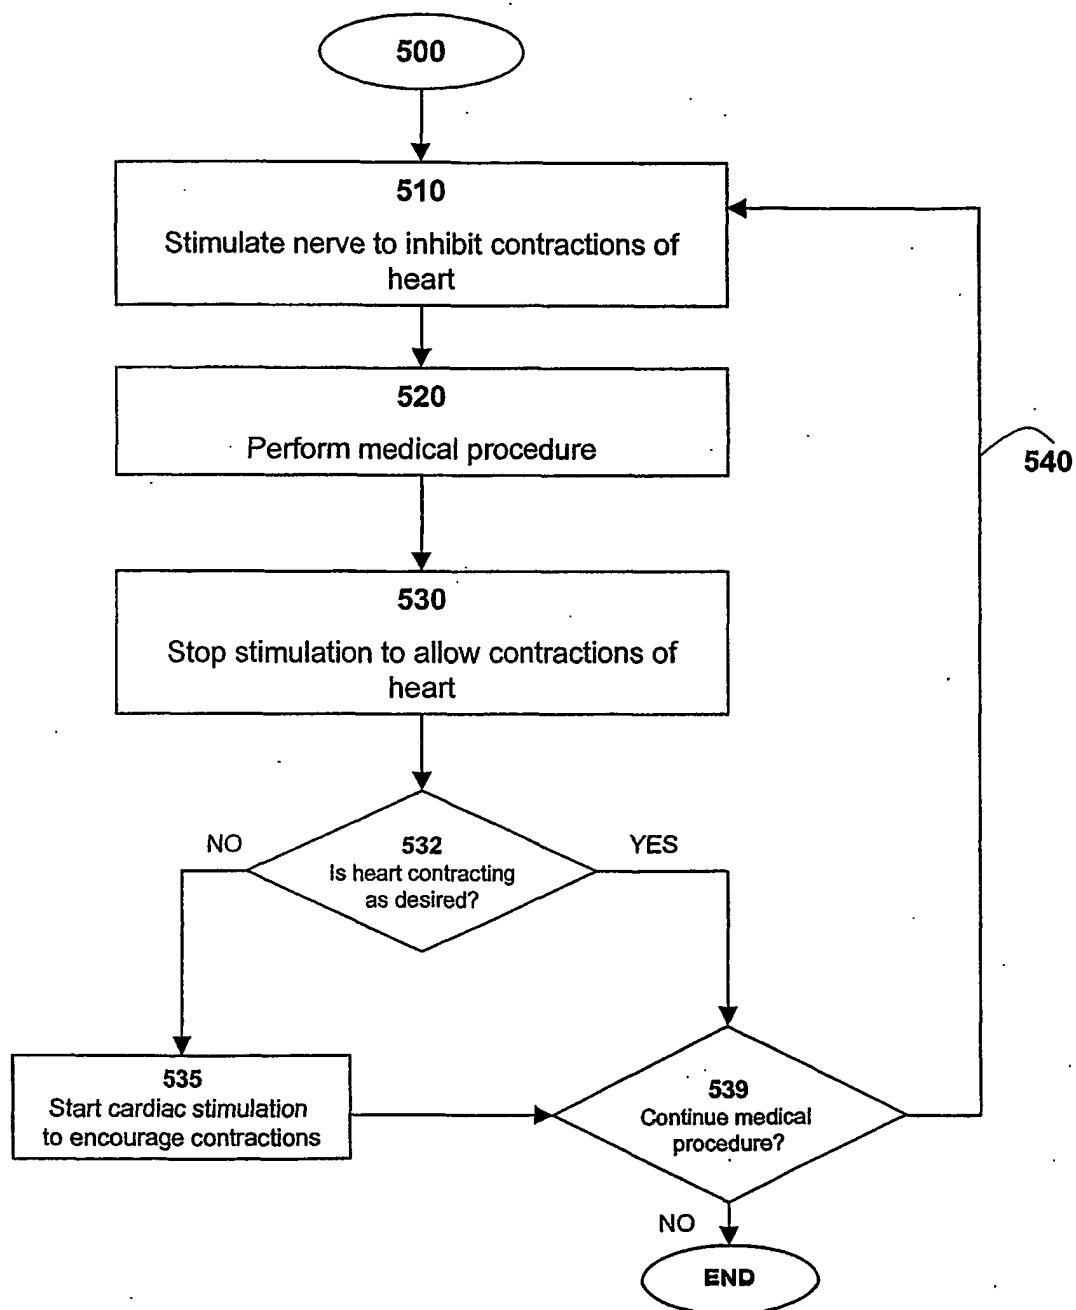 500
510
Stimulate nerve to inhibit contractions of
heart
520
Perform medical procedure
540
530
Stop stimulation to allow contractions of
heart
NO
532
YES
Is heart contracting
as desired?
535
Start cardiac stimulation
to encourage contractions
539
Continue medical
procedure?
NO
END